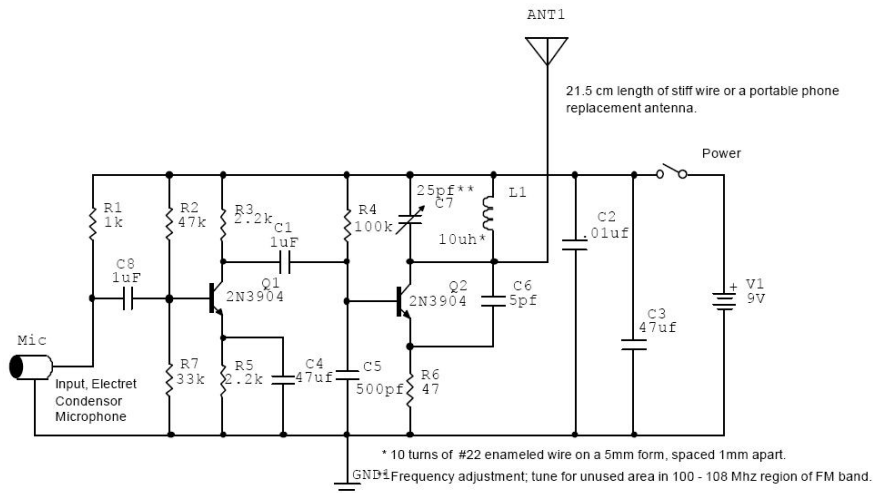 ANT1
21.5 cm length of stiff wire or a portable phone
replacement antenna.
Power
25pf**
C7
L1
R1
1k
R2
47k
R3
2.2k
C1
1uF
R4
100k
10uh*
C2
.01uf
C8
1uF
Q1
2N3904
Q2
2N3904
C6
5pf
+ V1
9V
C3
47uf
Mic
Input, Electret
Condensor
Microphone
R7
33k
R5
2.2k
C4
47uf
C5
500pf
R6
47
* 10 turns of #22 enameled wire on a 5mm form, spaced 1mm apart.
GND1
* Frequency adjustment; tune for unused area in 100 - 108 Mhz region of FM band.